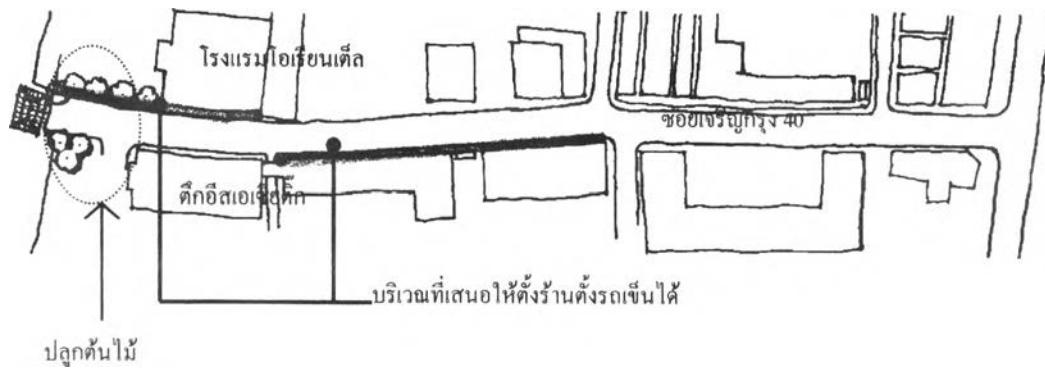 โรงแรมโอเรียนเต็ล
ซอยเจริญกรุง 40
ตึกอีสเอเชียติ๊ก
บริเวณที่เสนอให้ตั้งร้านตั้งรถเข็นได้
ปลูกต้นไม้